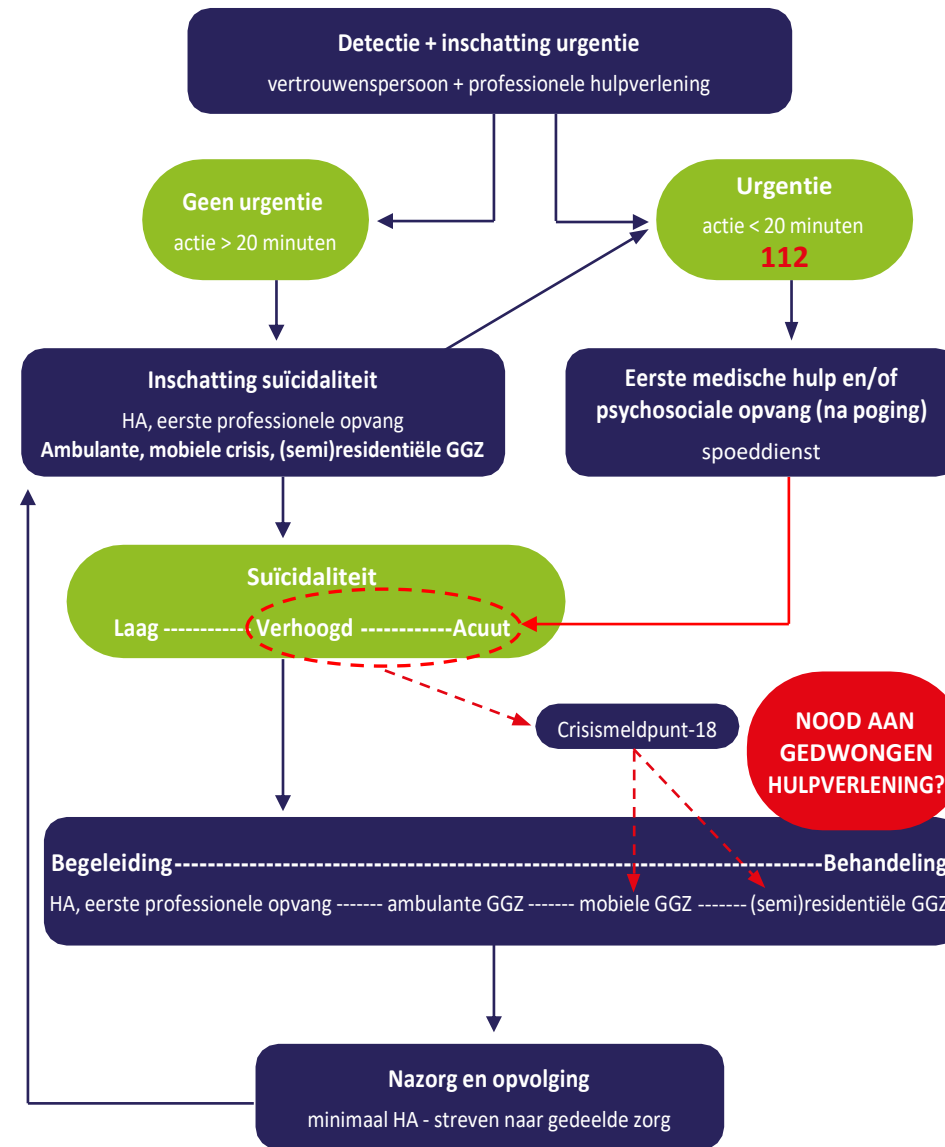 Detectie + inschatting urgentie
vertrouwenspersoon + professionele hulpverlening
Geen urgentie
actie > 20 minuten
Urgentie
actie < 20 minuten
112
Inschatting suïcidaliteit
HA, eerste professionele opvang
Ambulante, mobiele crisis, (semi)residentiële GGZ
Eerste medische hulp en/of
psychosociale opvang (na poging)
spoeddienst
Suïcidaliteit
Laag ----------- Verhoogd ------------Acuut
Crisismeldpunt-18
NOOD AAN
GEDWONGEN
HULPVERLENING?
Begeleiding-------------------------------------------------------------------------------Behandeling
HA, eerste professionele opvang ------- ambulante GGZ ------- mobiele GGZ ------- (semi)residentiële GGZ
Nazorg en opvolging
minimaal HA - streven naar gedeelde zorg